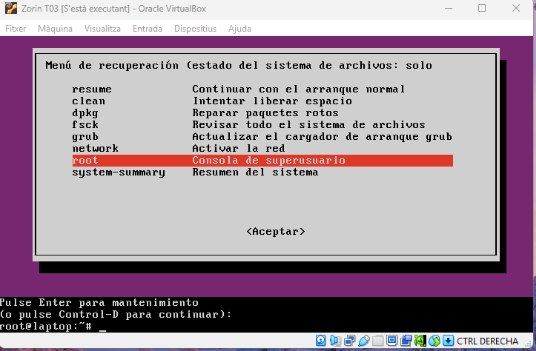 Zorin T03 [S'està executant] - Oracle VirtualBox
Fitxer Màquina Visualitza Entrada Dispositius Ajuda
Menú de recuperación (estado del sistema de archivos: solo
resume Continuar con el arranque normal
clean Intentar liberar espacio
dpkg Reparar paquetes rotos
fsck Revisar todo el sistema de archivos
grub Actualizar el cargador de arranque grub
network Activar la red
root Consola de superusuario
system-summary Resumen del sistema
<Aceptar>
Pulse Enter para mantenimiento
(o pulse Control-D para continuar):
root@laptop:~# _
CTRL DERECHA